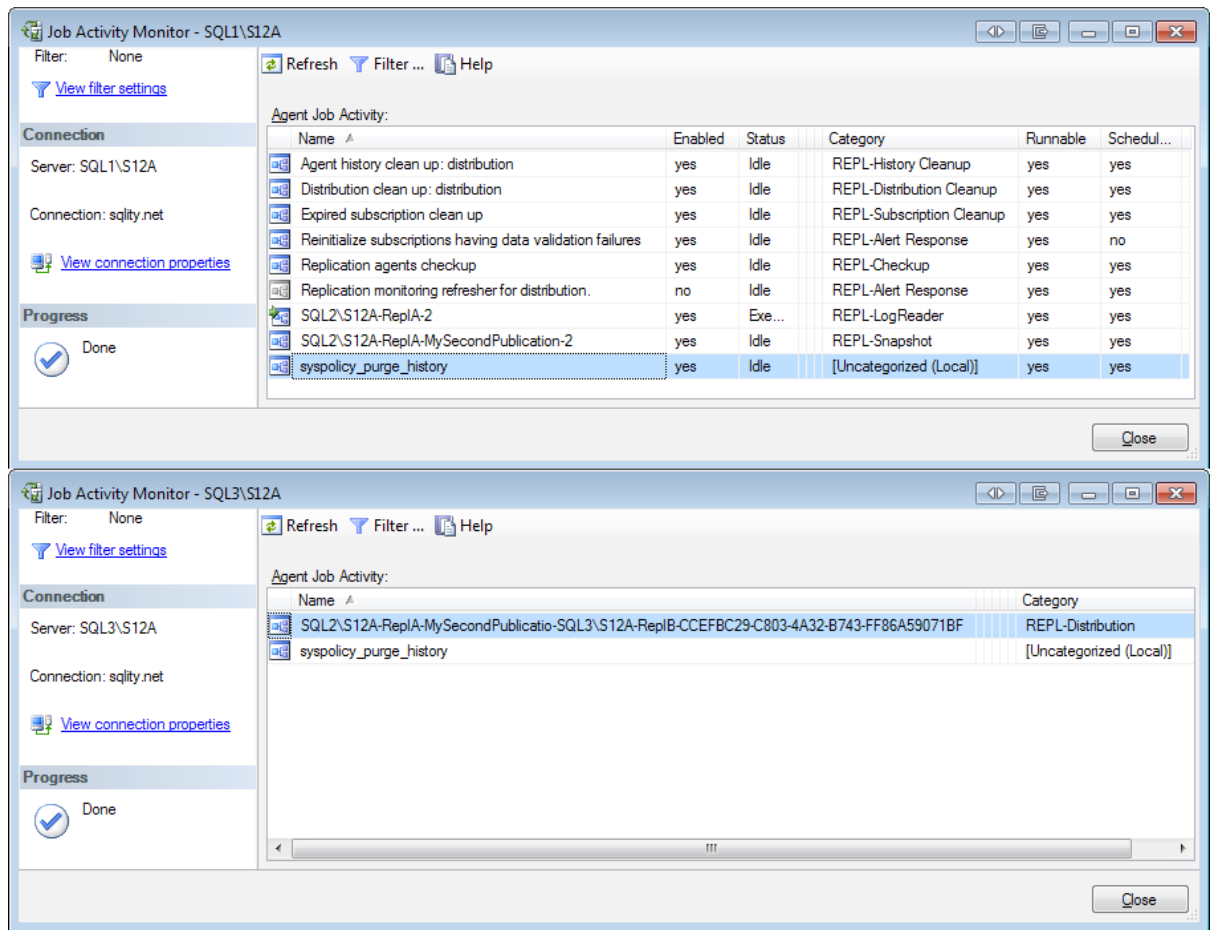 Job Activity Monitor - SQL1\S12A
Filter: None
View filter settings
Connection
Server: SQL1\S12A
Connection: sqlity.net
View connection properties
Progress
Done
Refresh Filter ... Help
Agent Job Activity:
Name Enabled Status Category Runnable Schedul...
Agent history clean up: distribution yes Idle REPL-History Cleanup yes yes
Distribution clean up: distribution yes Idle REPL-Distribution Cleanup yes yes
Expired subscription clean up yes Idle REPL-Subscription Cleanup yes yes
Reinitialize subscriptions having data validation failures yes Idle REPL-Alert Response yes no
Replication agents checkup yes Idle REPL-Checkup yes yes
Replication monitoring refresher for distribution. no Idle REPL-Alert Response yes yes
SQL2\S12A-ReplA-2 yes Exe... REPL-LogReader yes yes
SQL2\S12A-ReplA-MySecondPublication-2 yes Idle REPL-Snapshot yes yes
syspolicy_purge_history yes Idle [Uncategorized (Local)] yes yes
Close
Job Activity Monitor - SQL3\S12A
Filter: None
View filter settings
Connection
Server: SQL3\S12A
Connection: sqlity.net
View connection properties
Progress
Done
Refresh Filter ... Help
Agent Job Activity:
Name Category
SQL2\S12A-ReplA-MySecondPublicatio-SQL3\S12A-ReplB-CCEFBC29-C803-4A32-B743-FF86A59071BF REPL-Distribution
syspolicy_purge_history [Uncategorized (Local)]
Close